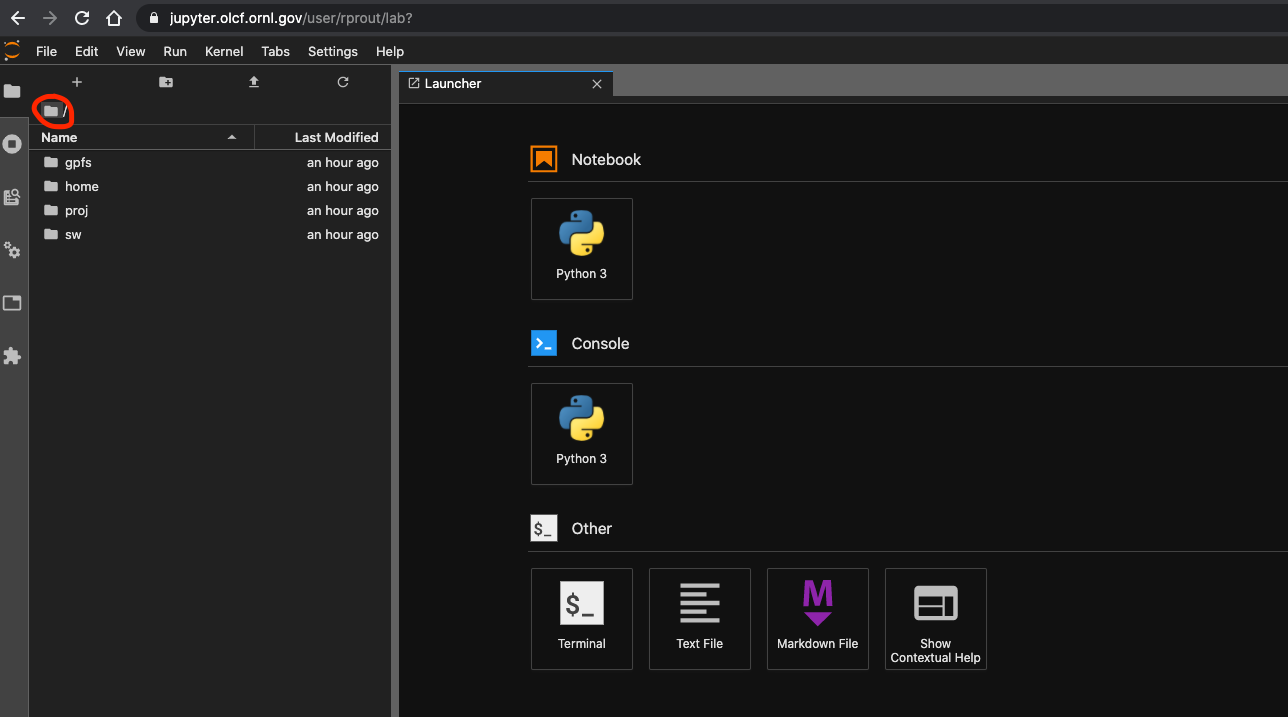 jupyter.olcf.ornl.gov/user/rprout/lab?
File Edit View Run Kernel Tabs Settings Help
Launcher
/
Name Last Modified
gpfs an hour ago
home an hour ago
proj an hour ago
sw an hour ago
Notebook
Python 3
Console
Python 3
$_ Other
$_
Terminal Text File Markdown File Show
Contextual Help